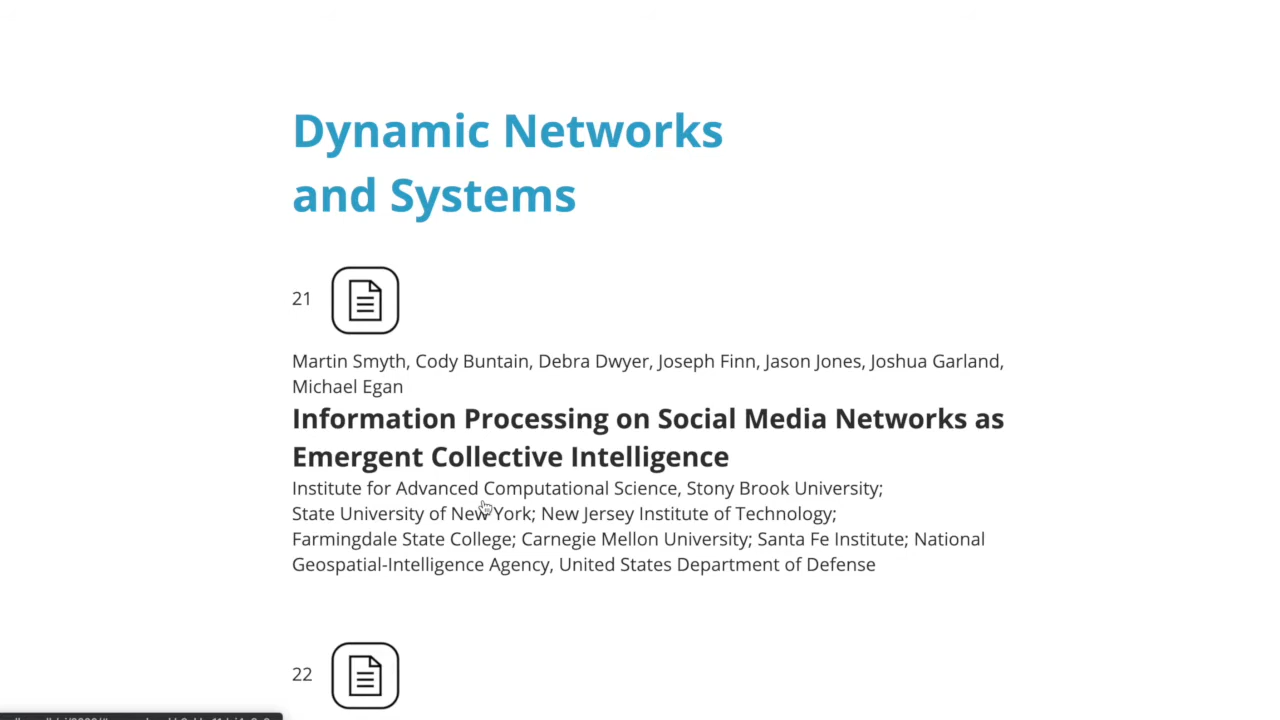 Dynamic Networks
and Systems
21
Martin Smyth, Cody Buntain, Debra Dwyer, Joseph Finn, Jason Jones, Joshua Garland,
Michael Egan
Information Processing on Social Media Networks as
Emergent Collective Intelligence
Institute for Advanced Computational Science, Stony Brook University;
State University of New York; New Jersey Institute of Technology;
Farmingdale State College; Carnegie Mellon University; Santa Fe Institute; National
Geospatial-Intelligence Agency, United States Department of Defense
22